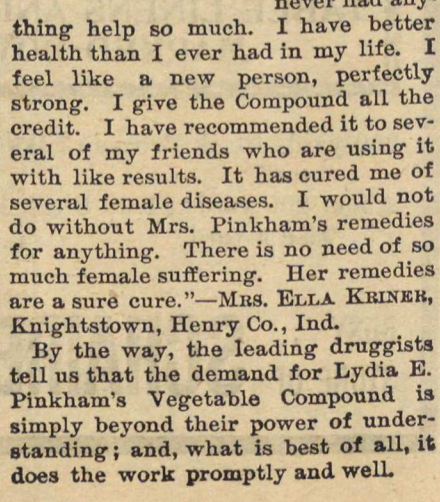 never had any-
thing help so much. I have better
health than I ever had in my life. I
feel like a new person, perfectly
strong. I give the Compound all the
credit. I have recommended it to sev-
eral of my friends who are using it
with like results. It has cured me of
several female diseases. I would not
do without Mrs. Pinkham's remedies
for anything. There is no need of so
much female suffering. Her remedies
are a sure cure."—MRS. ELLA KRINER,
Knightstown, Henry Co., Ind.
By the way, the leading druggists
tell us that the demand for Lydia E.
Pinkham's Vegetable Compound is
simply beyond their power of under-
standing; and, what is best of all, it
does the work promptly and well.